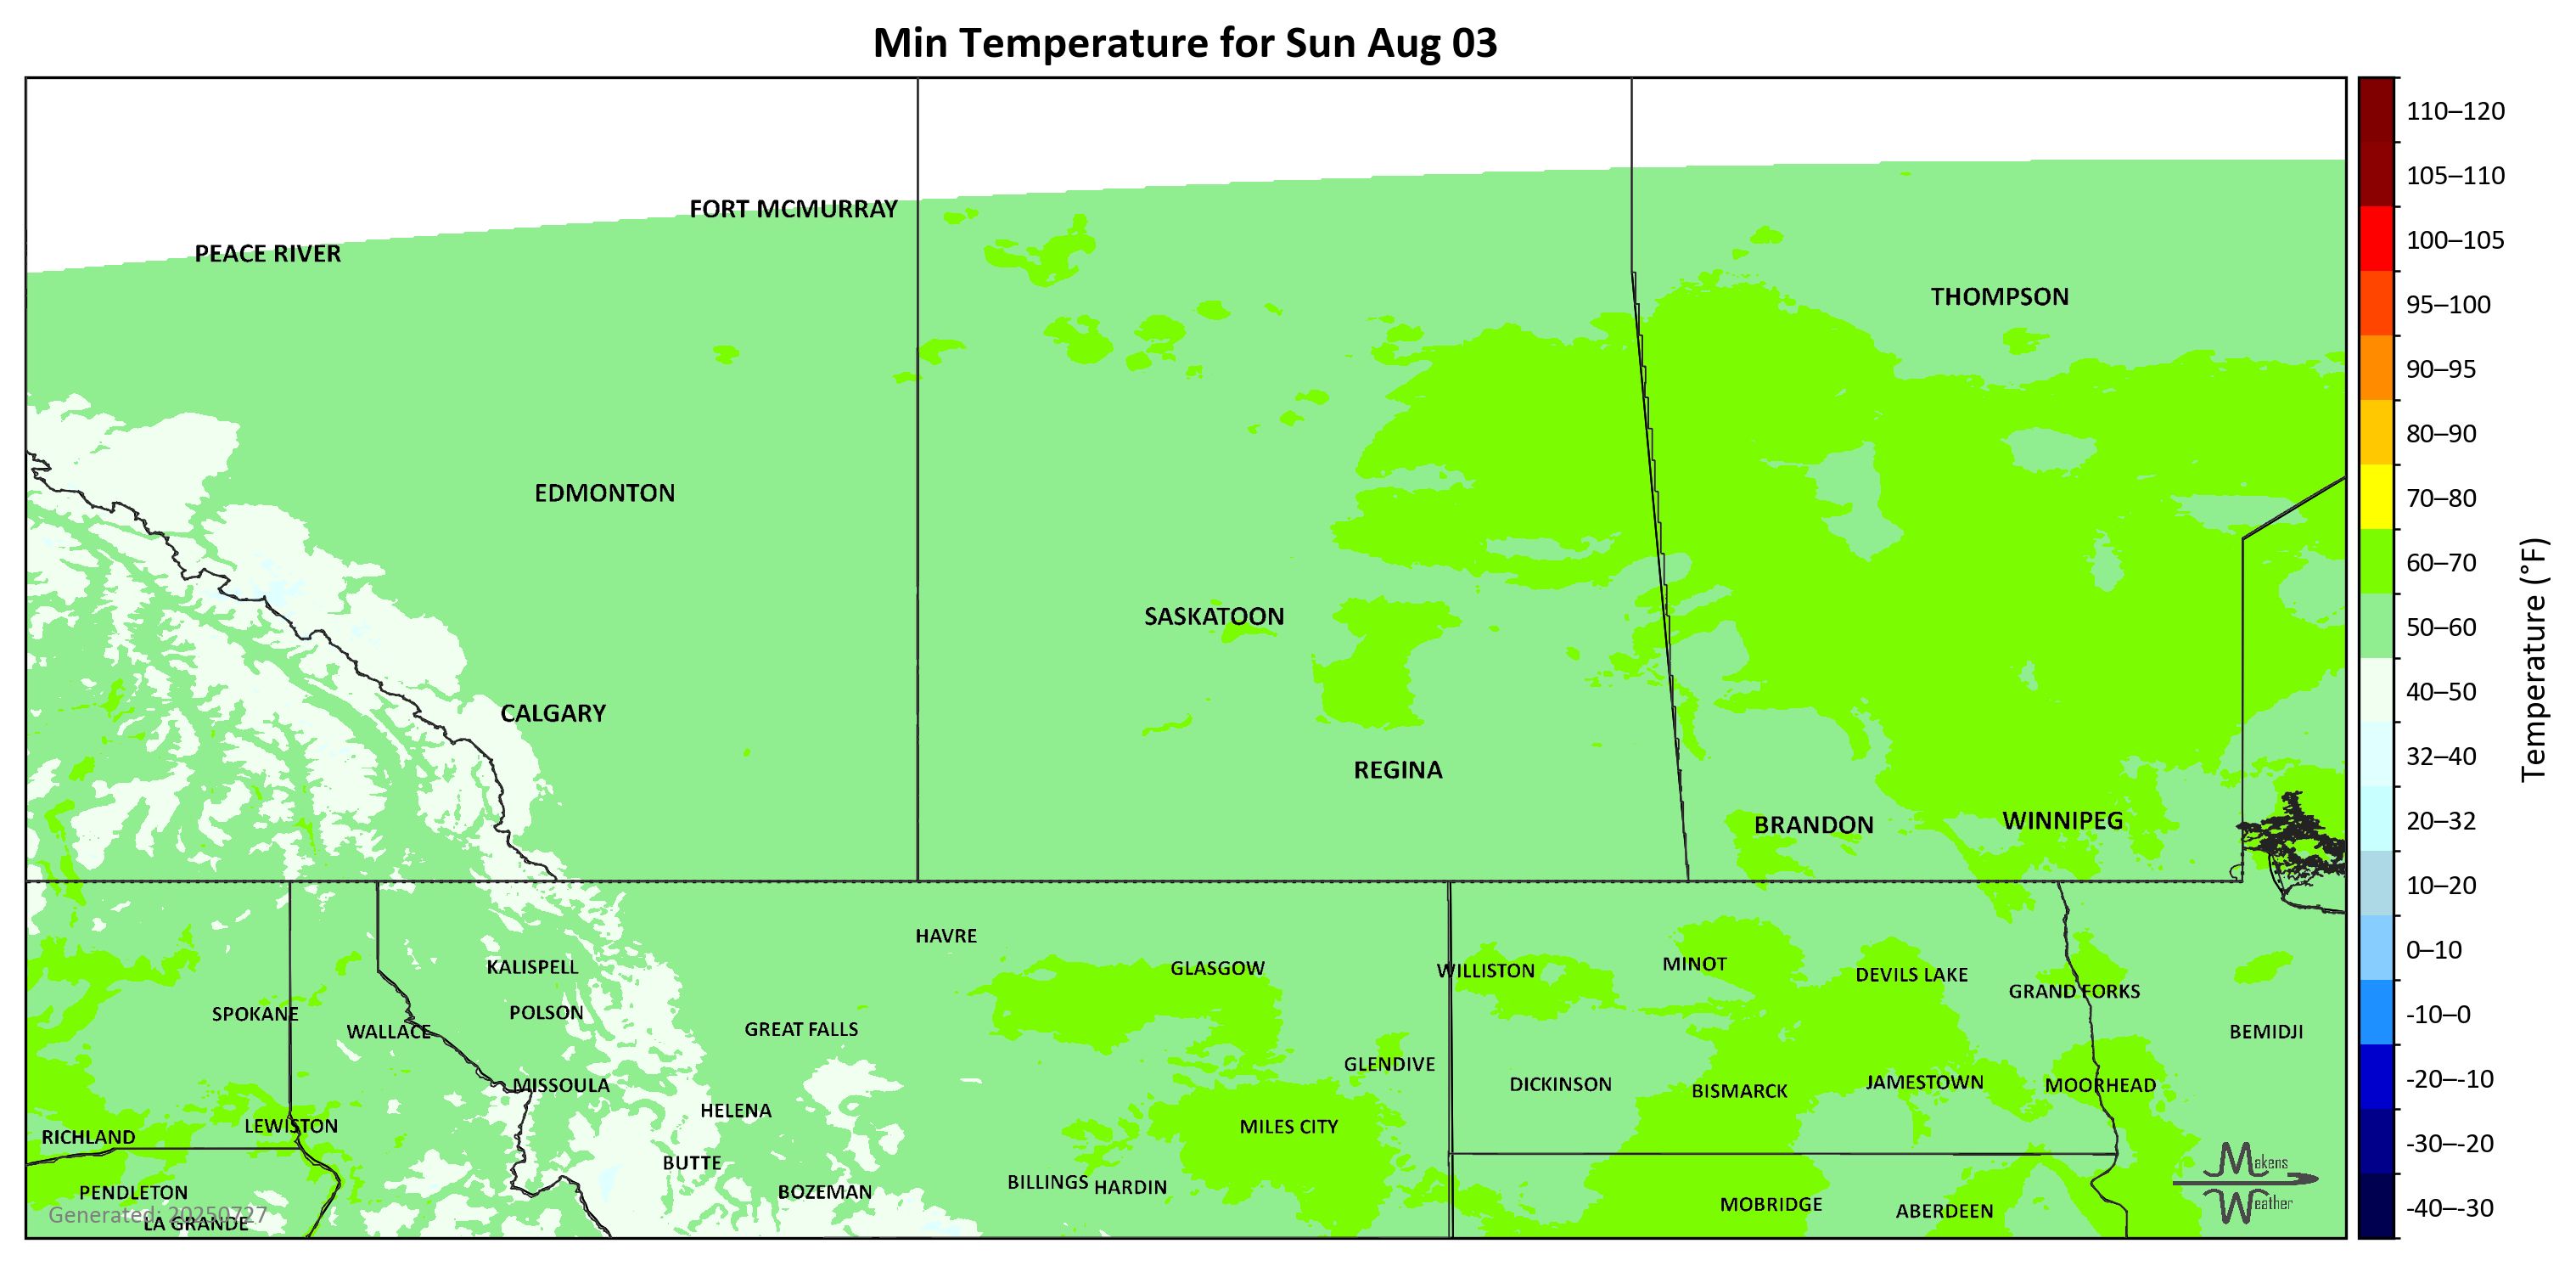 Min Temperature for Sun Aug 03
110–120
105–110
100–105
95–100
90–95
80–90
70–80
60–70
50–60
40–50
32–40
20–32
10–20
0–10
-10–0
-20–-10
-30–-20
-40–-30
Temperature (°F)
FORT MCMURRAY
PEACE RIVER
THOMPSON
EDMONTON
SASKATOON
CALGARY
REGINA
BRANDON
WINNIPEG
HAVRE
KALISPELL
GLASGOW
WILLISTON
MINOT
DEVILS LAKE
GRAND FORKS
SPOKANE
POLSON
WALLACE
GREAT FALLS
BEMIDJI
GLENDIVE
MISSOULA
DICKINSON
BISMARCK
JAMESTOWN
MOORHEAD
HELENA
LEWISTON
MILES CITY
RICHLAND
BUTTE
BILLINGS
HARDIN
PENDLETON
BOZEMAN
MOBRIDGE
ABERDEEN
LA GRANDE
Generated: 20250727
Makens
Weather